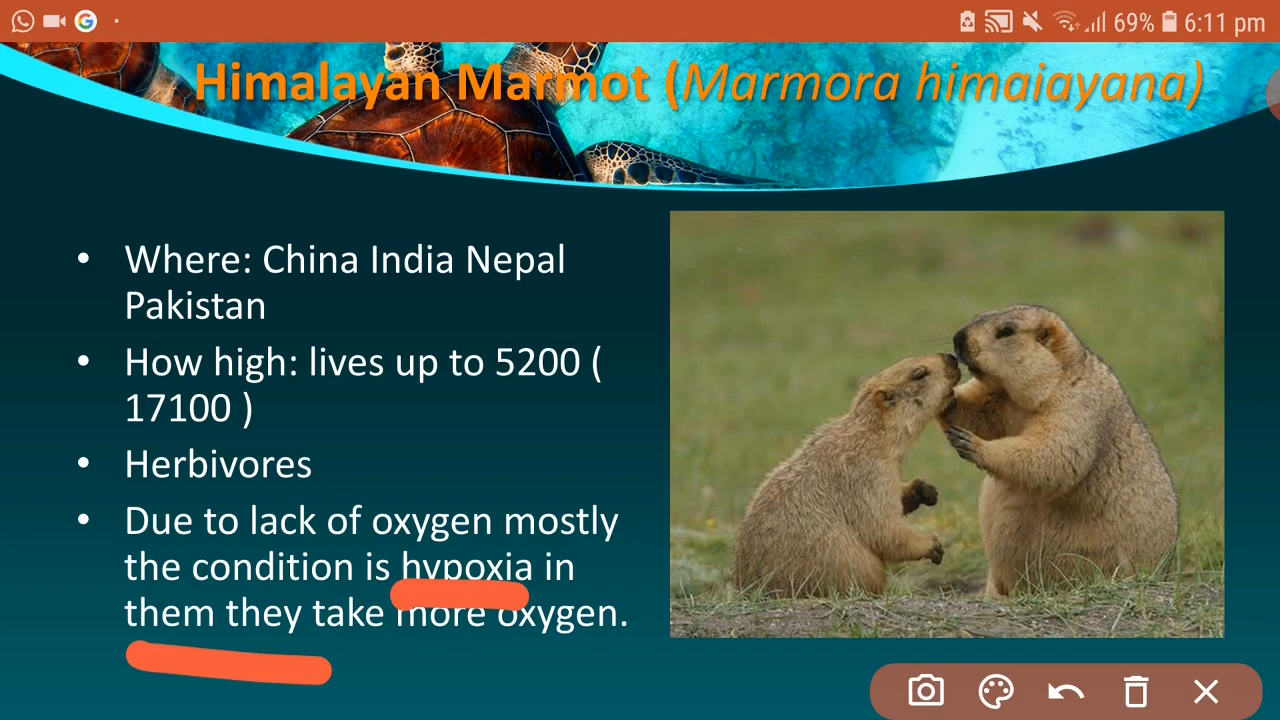 69% 6:11 pm
Himalayan Marmot (Marmora himaiayana)
• Where: China India Nepal
Pakistan
• How high: lives up to 5200 (
17100 )
• Herbivores
• Due to lack of oxygen mostly
the condition is hypoxia in
them they take more oxygen.